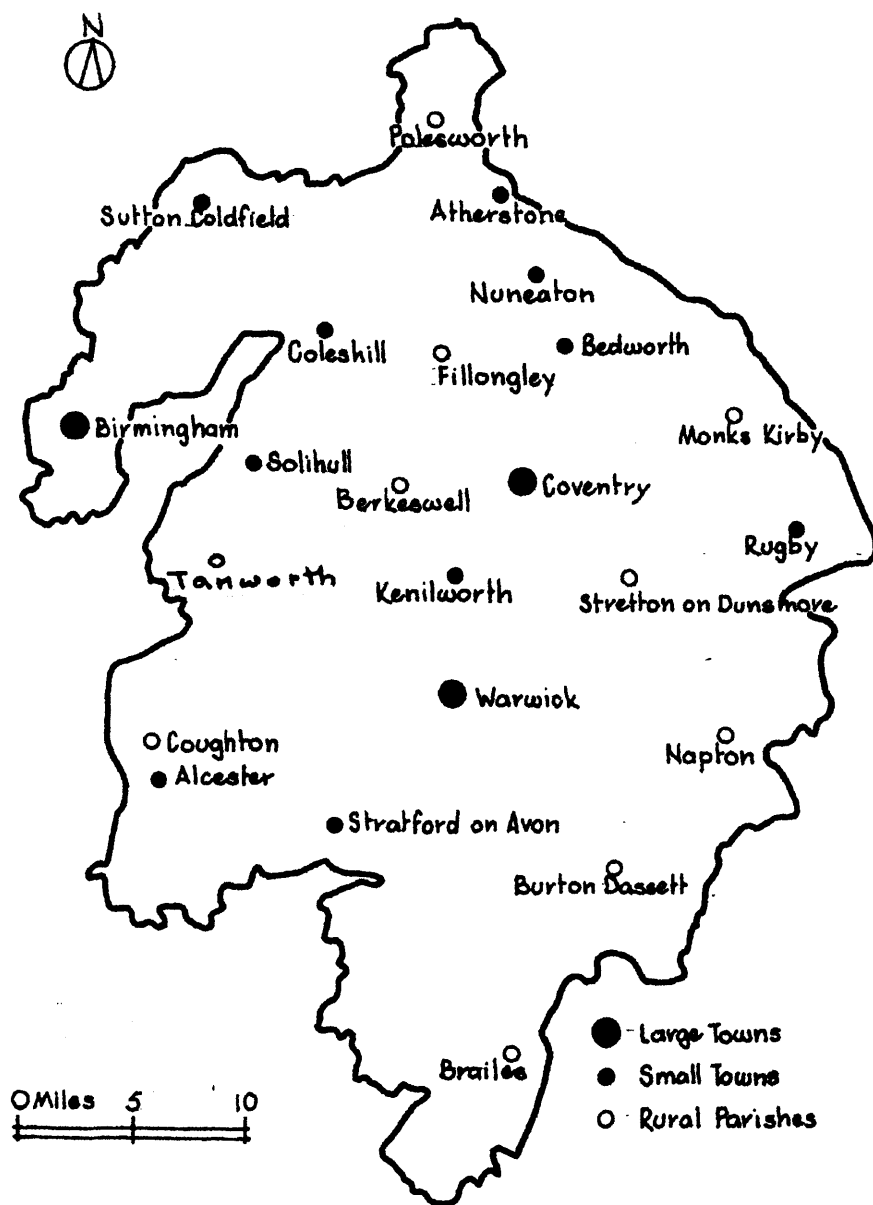 N
Polesworth
Sutton Coldfield
Atherstone
Nuneaton
Coleshill
Bedworth
Fillongley
Birmingham
Monks Kirby
Solihull
Berkeswell
Coventry
Rugby
Tanworth
Kenilworth
Stretton on Dunsmore
Warwick
Coughton
Napton
Alcester
Stratford on Avon
Burton Dassett
Brailes
Large Towns
Small Towns
Rural Parishes
0 Miles 5 10